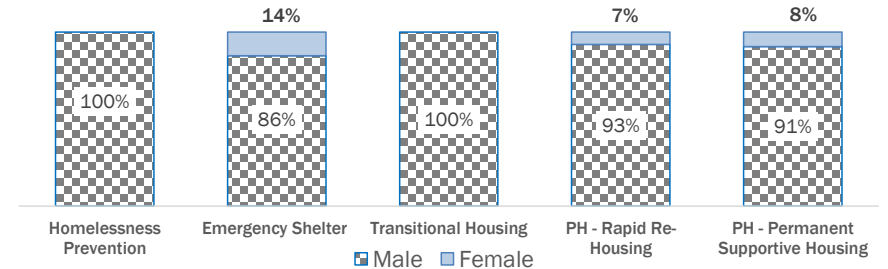 14%
7%
8%
100%
86%
100%
93%
91%
Homelessness
Prevention
Emergency Shelter
Transitional Housing
PH - Rapid Re-
Housing
PH - Permanent
Supportive Housing
Male
Female